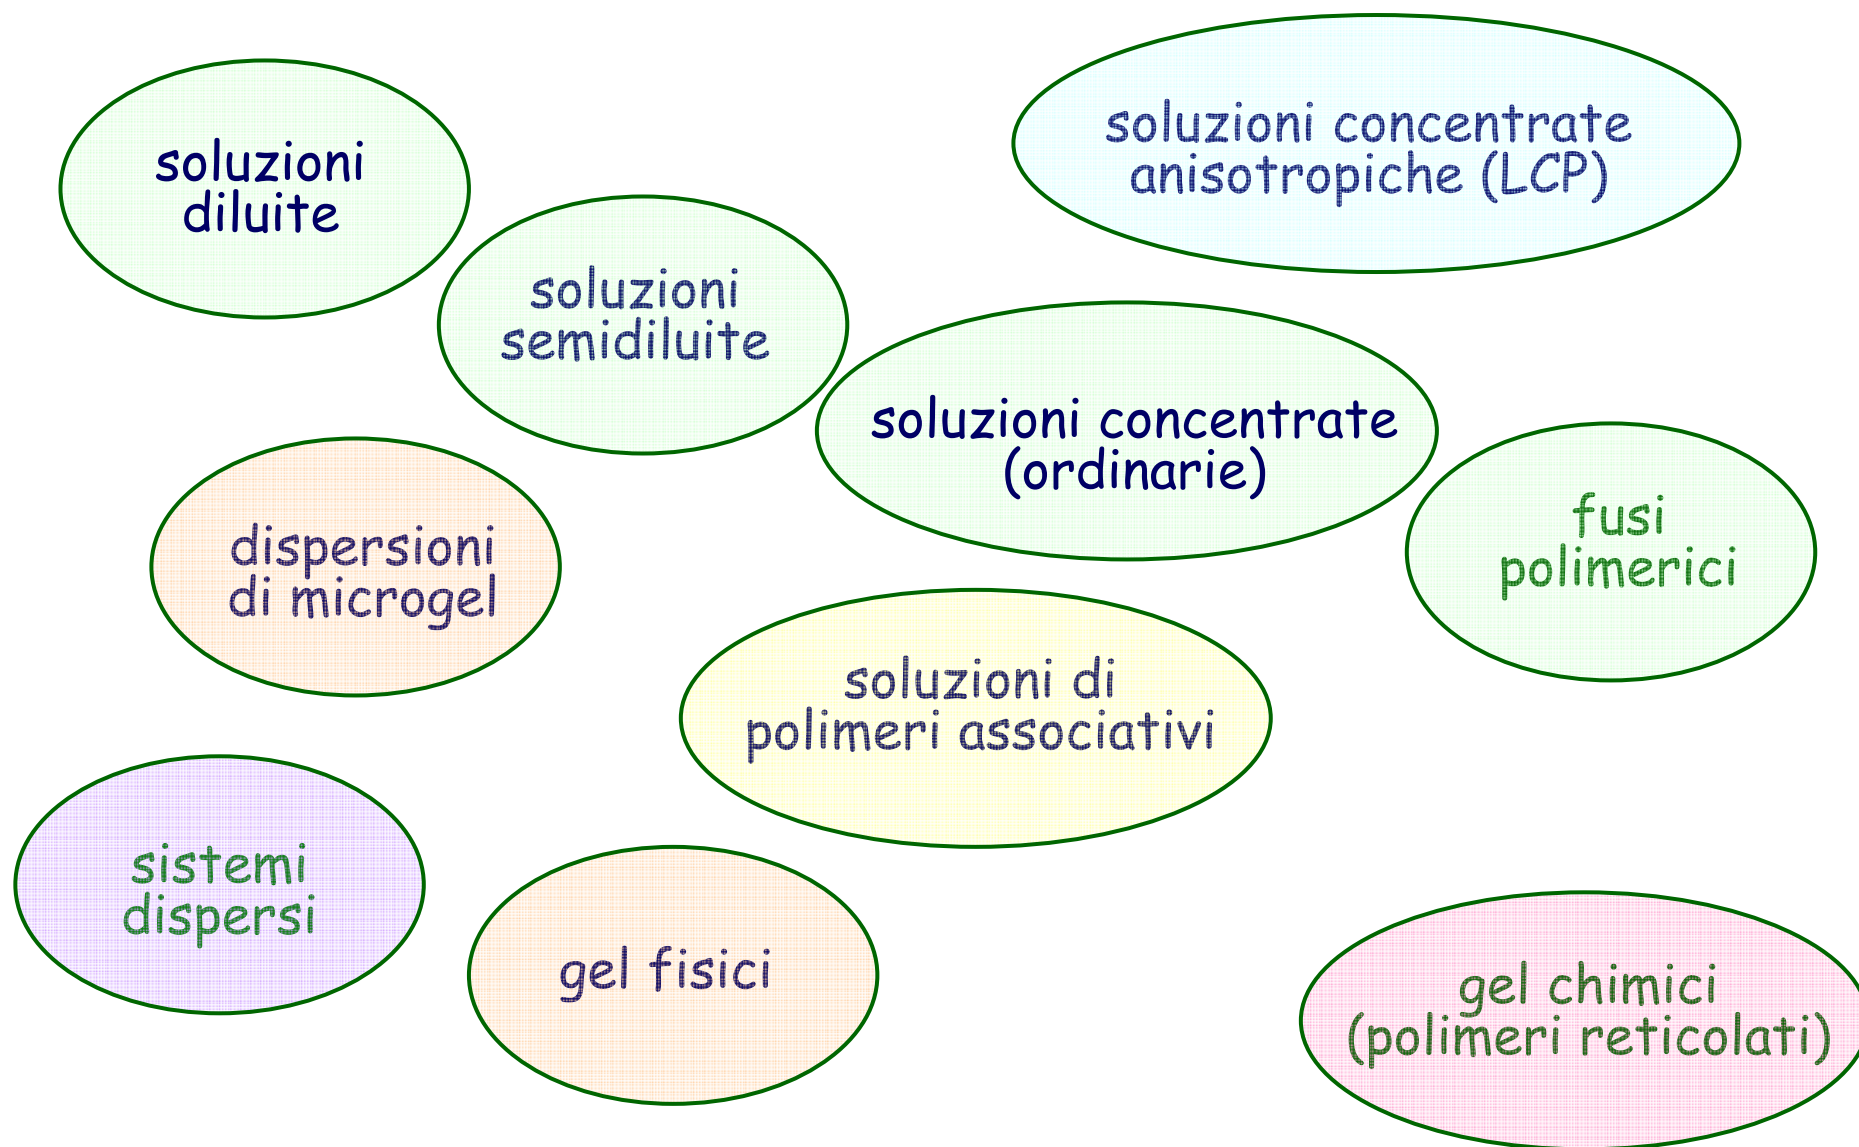 soluzioni
diluite
soluzioni concentrate
anisotropiche (LCP)
soluzioni
semidiluite
soluzioni concentrate
(ordinarie)
fusi
polimerici
dispersioni
di microgel
soluzioni di
polimeri associativi
sistemi
dispersi
gel fisici
gel chimici
(polimeri reticolati)